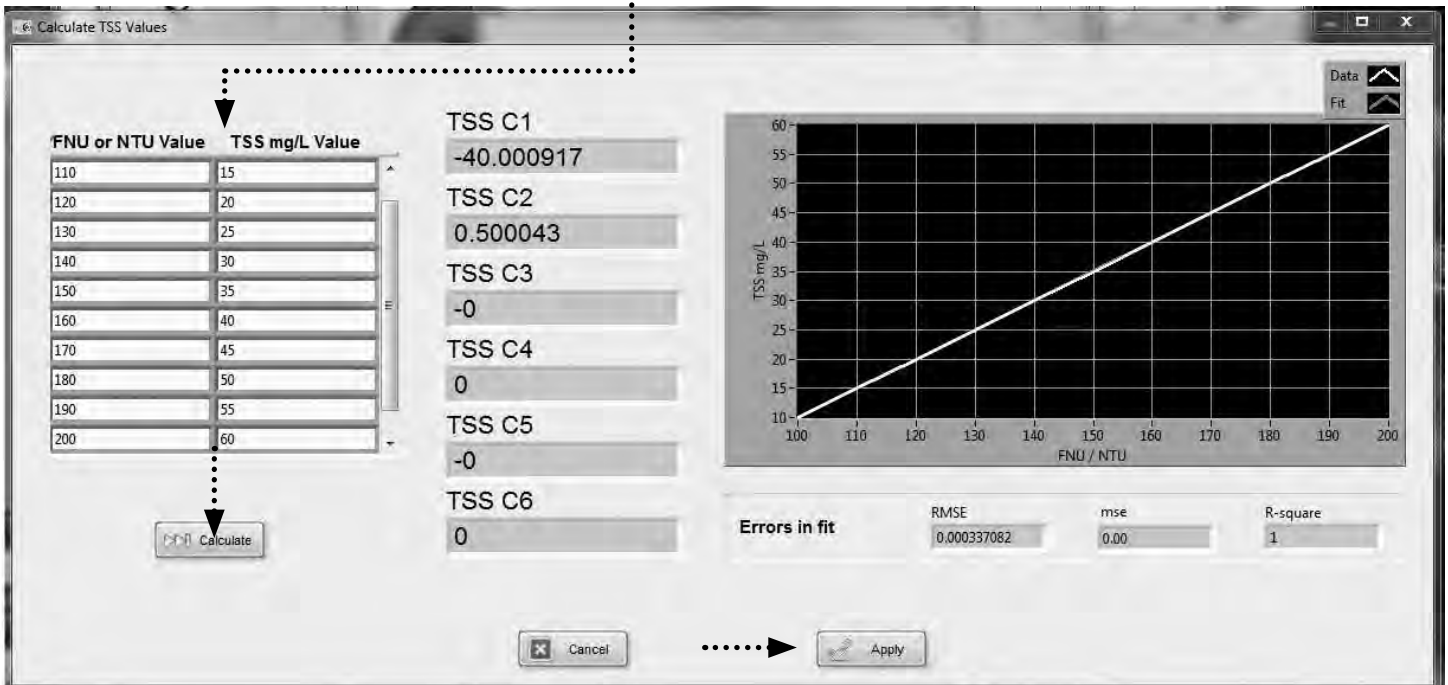 Calculate TSS Values
FNU or NTU Value TSS mg/L Value
110 15
120 20
130 25
140 30
150 35
160 40
170 45
180 50
190 55
200 60
Calculate
TSS C1
-40.000917
TSS C2
0.500043
TSS C3
-0
TSS C4
0
TSS C5
-0
TSS C6
0
Data
Fit
TSS mg/L
60
55
50
45
40
35
30
25
20
15
10
100 110 120 130 140 150 160 170 180 190 200
FNU / NTU
Errors in fit
RMSE mse R-square
0.000337082 0.00 1
Cancel Apply